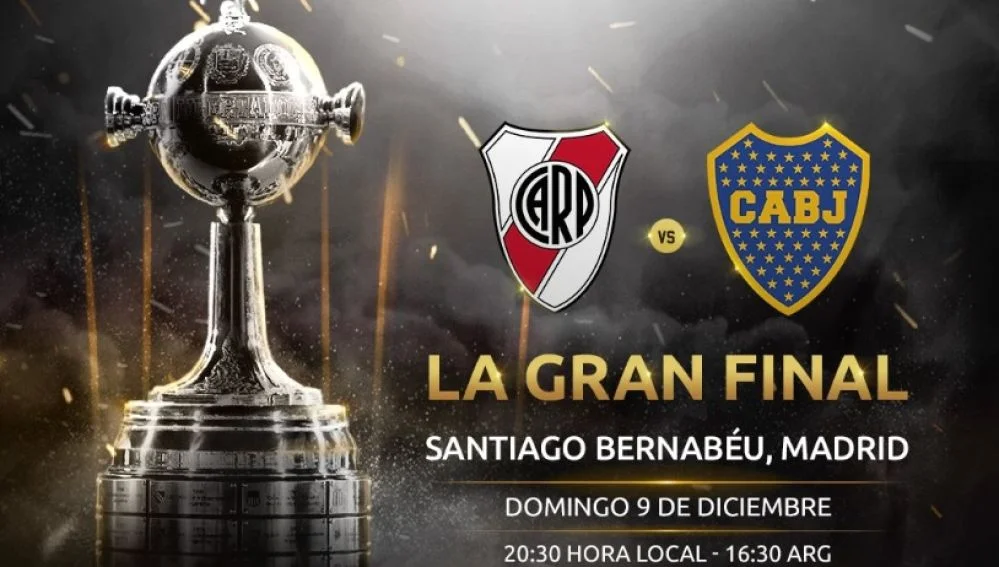 CARP
VS
CABJ
LA GRAN FINAL
SANTIAGO BERNABÉU, MADRID
DOMINGO 9 DE DICIEMBRE
20:30 HORA LOCAL - 16:30 ARG